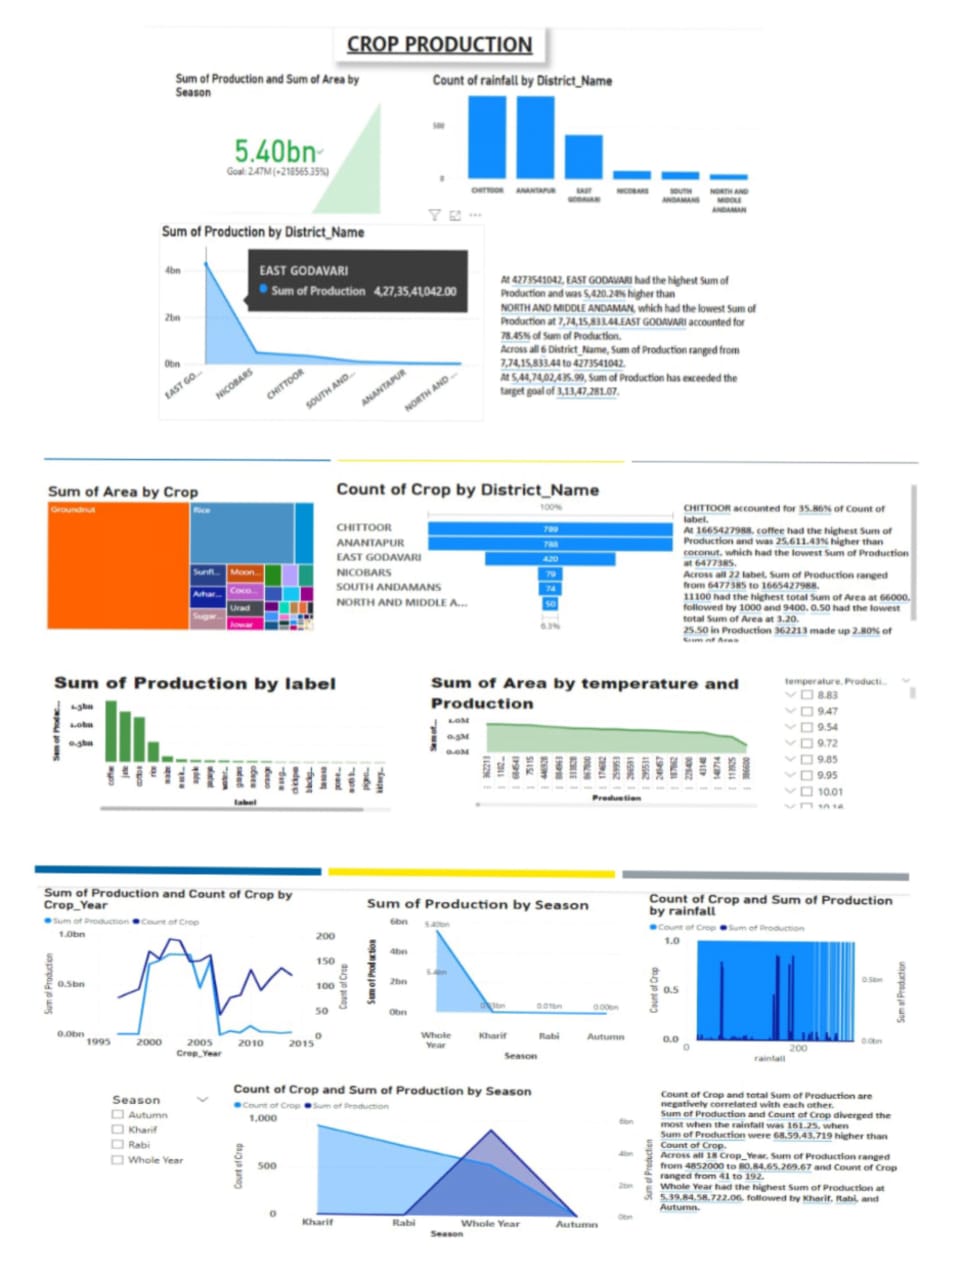 CROP PRODUCTION
Sum of Production and Sum of Area by
Season
5.40bn
Goal: 2.47M (+218565.35%)
Count of rainfall by District_Name
500
0
CHITTOOR
ANANTAPUR
EAST
GODAVARI
NICOBARS
SOUTH
ANDAMANS
NORTH AND
MIDDLE
ANDAMAN
Sum of Production by District_Name
4bn
2bn
0bn
EAST GODAVARI
Sum of Production 4,27,35,41,042.00
EAST GO...
NICOBARS
CHITTOOR
SOUTH AND...
ANANTAPUR
NORTH AND ...
At 4273541042, EAST GODAVARI had the highest Sum of
Production and was 5,420.24% higher than
NORTH AND MIDDLE ANDAMAN, which had the lowest Sum of
Production at 7,74,15,833.44.EAST GODAVARI accounted for
78.45% of Sum of Production.
Across all 6 District_Name, Sum of Production ranged from
7,74,15,833.44 to 4273541042.
At 5,44,74,02,435.99, Sum of Production has exceeded the
target goal of 3,13,47,281.07.
Sum of Area by Crop
Groundnut
Rice
Sunfl...
Moon...
Arhar...
Coco...
Urad
Sugar...
Jowar
Count of Crop by District_Name
100%
CHITTOOR 789
ANANTAPUR 788
EAST GODAVARI 420
NICOBARS 79
SOUTH ANDAMANS 74
NORTH AND MIDDLE A... 50
6.3%
CHITTOOR accounted for 35.86% of Count of
label.
At 1665427988, coffee had the highest Sum of
Production and was 25,611.43% higher than
coconut, which had the lowest Sum of Production
at 6477385.
Across all 22 label, Sum of Production ranged
from 6477385 to 1665427988.
11100 had the highest total Sum of Area at 66000,
followed by 1000 and 9400. 0.50 had the lowest
total Sum of Area at 3.20.
25.50 in Production 362213 made up 2.80% of
Sum of Area
Sum of Production by label
Sum of Produc...
1.5bn
1.0bn
0.5bn
coffee
jute
cotton
rice
maize
apple
papaya
water...
grapes
mango
orange
mung...
chickpea
blackg...
banana
pome...
pigeo...
kidney...
label
Sum of Area by temperature and
Production
Sum of...
1.0M
0.5M
0.0M
362213
1102...
75115
Production
temperature, Producti...
8.83
9.47
9.54
9.72
9.85
9.95
10.01
10.16
Sum of Production and Count of Crop by
Crop_Year
Sum of Production Count of Crop
Sum of Production
1.0bn
0.5bn
0.0bn
200
150
100
50
0
Count of Crop
1995 2000 2005 2010 2015
Crop_Year
Sum of Production by Season
Sum of Production
6bn
4bn
2bn
0bn
5.40bn
5.4bn
0.03bn
0.01bn
0.00bn
Whole
Year
Kharif
Rabi
Autumn
Season
Count of Crop and Sum of Production
by rainfall
Count of Crop Sum of Production
Count of Crop
1.0
0.5
0.0
0.5bn
0.0bn
Sum of Production
0
200
rainfall
Season
Autumn
Kharif
Rabi
Whole Year
Count of Crop and Sum of Production by Season
Count of Crop Sum of Production
Count of Crop
1,000
500
0
6bn
4bn
2bn
0bn
Sum of Production
Kharif
Rabi
Whole Year
Autumn
Season
Count of Crop and total Sum of Production are
negatively correlated with each other.
Sum of Production and Count of Crop diverged the
most when the rainfall was 161.25, when
Sum of Production were 68,59,43,719 higher than
Count of Crop.
Across all 18 Crop_Year, Sum of Production ranged
from 4852000 to 80,84,65,269.67 and Count of Crop
ranged from 41 to 192.
Whole Year had the highest Sum of Production at
5,39,84,58,722.06, followed by Kharif, Rabi, and
Autumn.